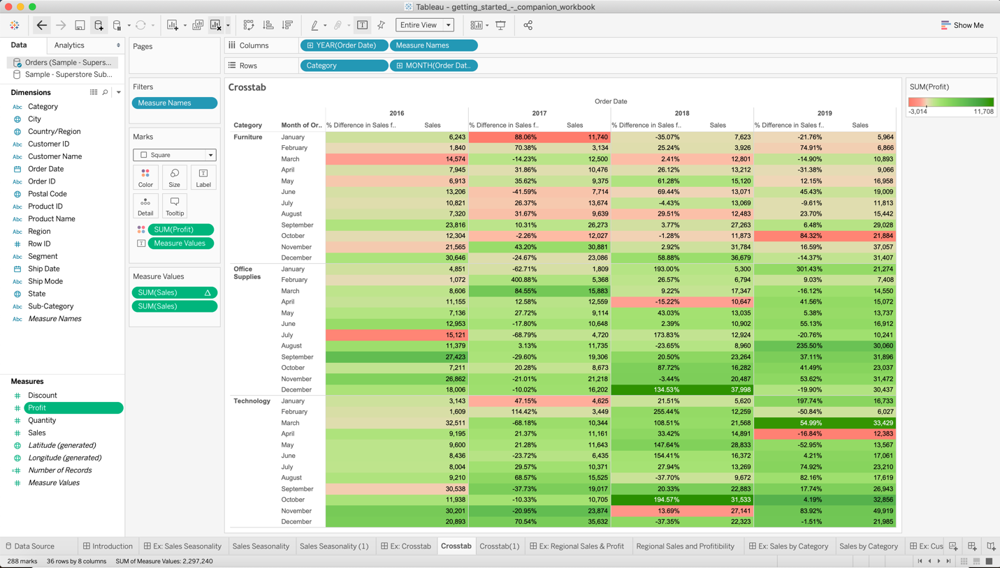 Tableau - getting_started_-_companion_workbook
Entire View
Show Me
Data Analytics
Orders (Sample - Supers...
Sample - Superstore Sub...
Dimensions
Abc Category
City
Country/Region
Abc Customer ID
Abc Customer Name
Order Date
Abc Order ID
Postal Code
Abc Product ID
Abc Product Name
Region
# Row ID
Abc Segment
Ship Date
Abc Ship Mode
State
Abc Sub-Category
Abc Measure Names
Measures
# Discount
# Profit
# Quantity
# Sales
Latitude (generated)
Longitude (generated)
=# Number of Records
# Measure Values
Pages
Filters
Measure Names
Marks
Square
Color Size Label
Detail Tooltip
SUM(Profit)
Measure Values
Measure Values
SUM(Sales) Δ
SUM(Sales)
Columns YEAR(Order Date) Measure Names
Rows Category MONTH(Order Dat..
Crosstab
Order Date
2016 2017 2018 2019
Category Month of Or.. % Difference in Sales f.. Sales % Difference in Sales f.. Sales % Difference in Sales f.. Sales % Difference in Sales f.. Sales
Furniture January 6,243 88.06% 11,740 -35.07% 7,623 -21.76% 5,964
February 1,840 70.38% 3,134 25.24% 3,926 74.91% 6,866
March 14,574 -14.23% 12,500 2.41% 12,801 -14.90% 10,893
April 7,945 31.86% 10,476 26.12% 13,212 -31.38% 9,066
May 6,913 35.62% 9,375 61.28% 15,120 12.15% 16,958
June 13,206 -41.59% 7,714 69.44% 13,071 45.43% 19,009
July 10,821 26.37% 13,674 -4.43% 13,069 -9.61% 11,813
August 7,320 31.67% 9,639 29.51% 12,483 23.70% 15,442
September 23,816 10.31% 26,273 3.77% 27,263 6.48% 29,028
October 12,304 -2.26% 12,027 -1.28% 11,873 84.32% 21,884
November 21,565 43.20% 30,881 2.92% 31,784 16.59% 37,057
December 30,646 -24.67% 23,086 58.88% 36,679 -14.37% 31,407
Office Supplies January 4,851 -62.71% 1,809 193.00% 5,300 301.43% 21,274
February 1,072 400.88% 5,368 26.57% 6,794 9.03% 7,408
March 8,606 84.55% 15,883 9.22% 17,347 -16.12% 14,550
April 11,155 12.58% 12,559 -15.22% 10,647 41.56% 15,072
May 7,136 27.72% 9,114 43.03% 13,035 5.38% 13,737
June 12,953 -17.80% 10,648 2.39% 10,902 55.13% 16,912
July 15,121 -68.79% 4,720 173.83% 12,924 -20.76% 10,241
August 11,379 3.13% 11,735 -23.65% 8,960 235.50% 30,060
September 27,423 -29.60% 19,306 20.50% 23,264 37.11% 31,896
October 7,211 20.28% 8,673 87.72% 16,282 41.49% 23,037
November 26,862 -21.01% 21,218 -3.44% 20,487 53.62% 31,472
December 18,006 -10.02% 16,202 134.53% 37,998 -19.90% 30,437
Technology January 3,143 47.15% 4,625 21.51% 5,620 197.74% 16,733
February 1,609 114.42% 3,449 255.44% 12,259 -50.84% 6,027
March 32,511 -68.18% 10,344 108.51% 21,568 54.99% 33,429
April 9,195 21.37% 11,161 33.42% 14,891 -16.84% 12,383
May 9,600 21.28% 11,643 147.64% 28,833 -52.95% 13,567
June 8,436 -23.72% 6,435 154.41% 16,372 4.21% 17,061
July 8,004 29.57% 10,371 27.94% 13,269 74.92% 23,210
August 9,210 68.57% 15,525 -37.70% 9,672 82.16% 17,619
September 30,538 -37.73% 19,017 20.33% 22,883 17.74% 26,943
October 11,938 -10.33% 10,705 194.57% 31,533 4.19% 32,856
November 30,201 -20.95% 23,874 13.69% 27,141 83.92% 49,919
December 20,893 70.54% 35,632 -37.35% 22,323 -1.51% 21,985
SUM(Profit)
-3,014 11,708
Data Source Introduction Ex: Sales Seasonality Sales Seasonality Sales Seasonality (1) Ex: Crosstab Crosstab Crosstab(1) Ex: Regional Sales & Profit Regional Sales and Profitibility Ex: Sales by Category Sales by Category Ex: Cus
288 marks 36 rows by 8 columns SUM of Measure Values: 2,297,240